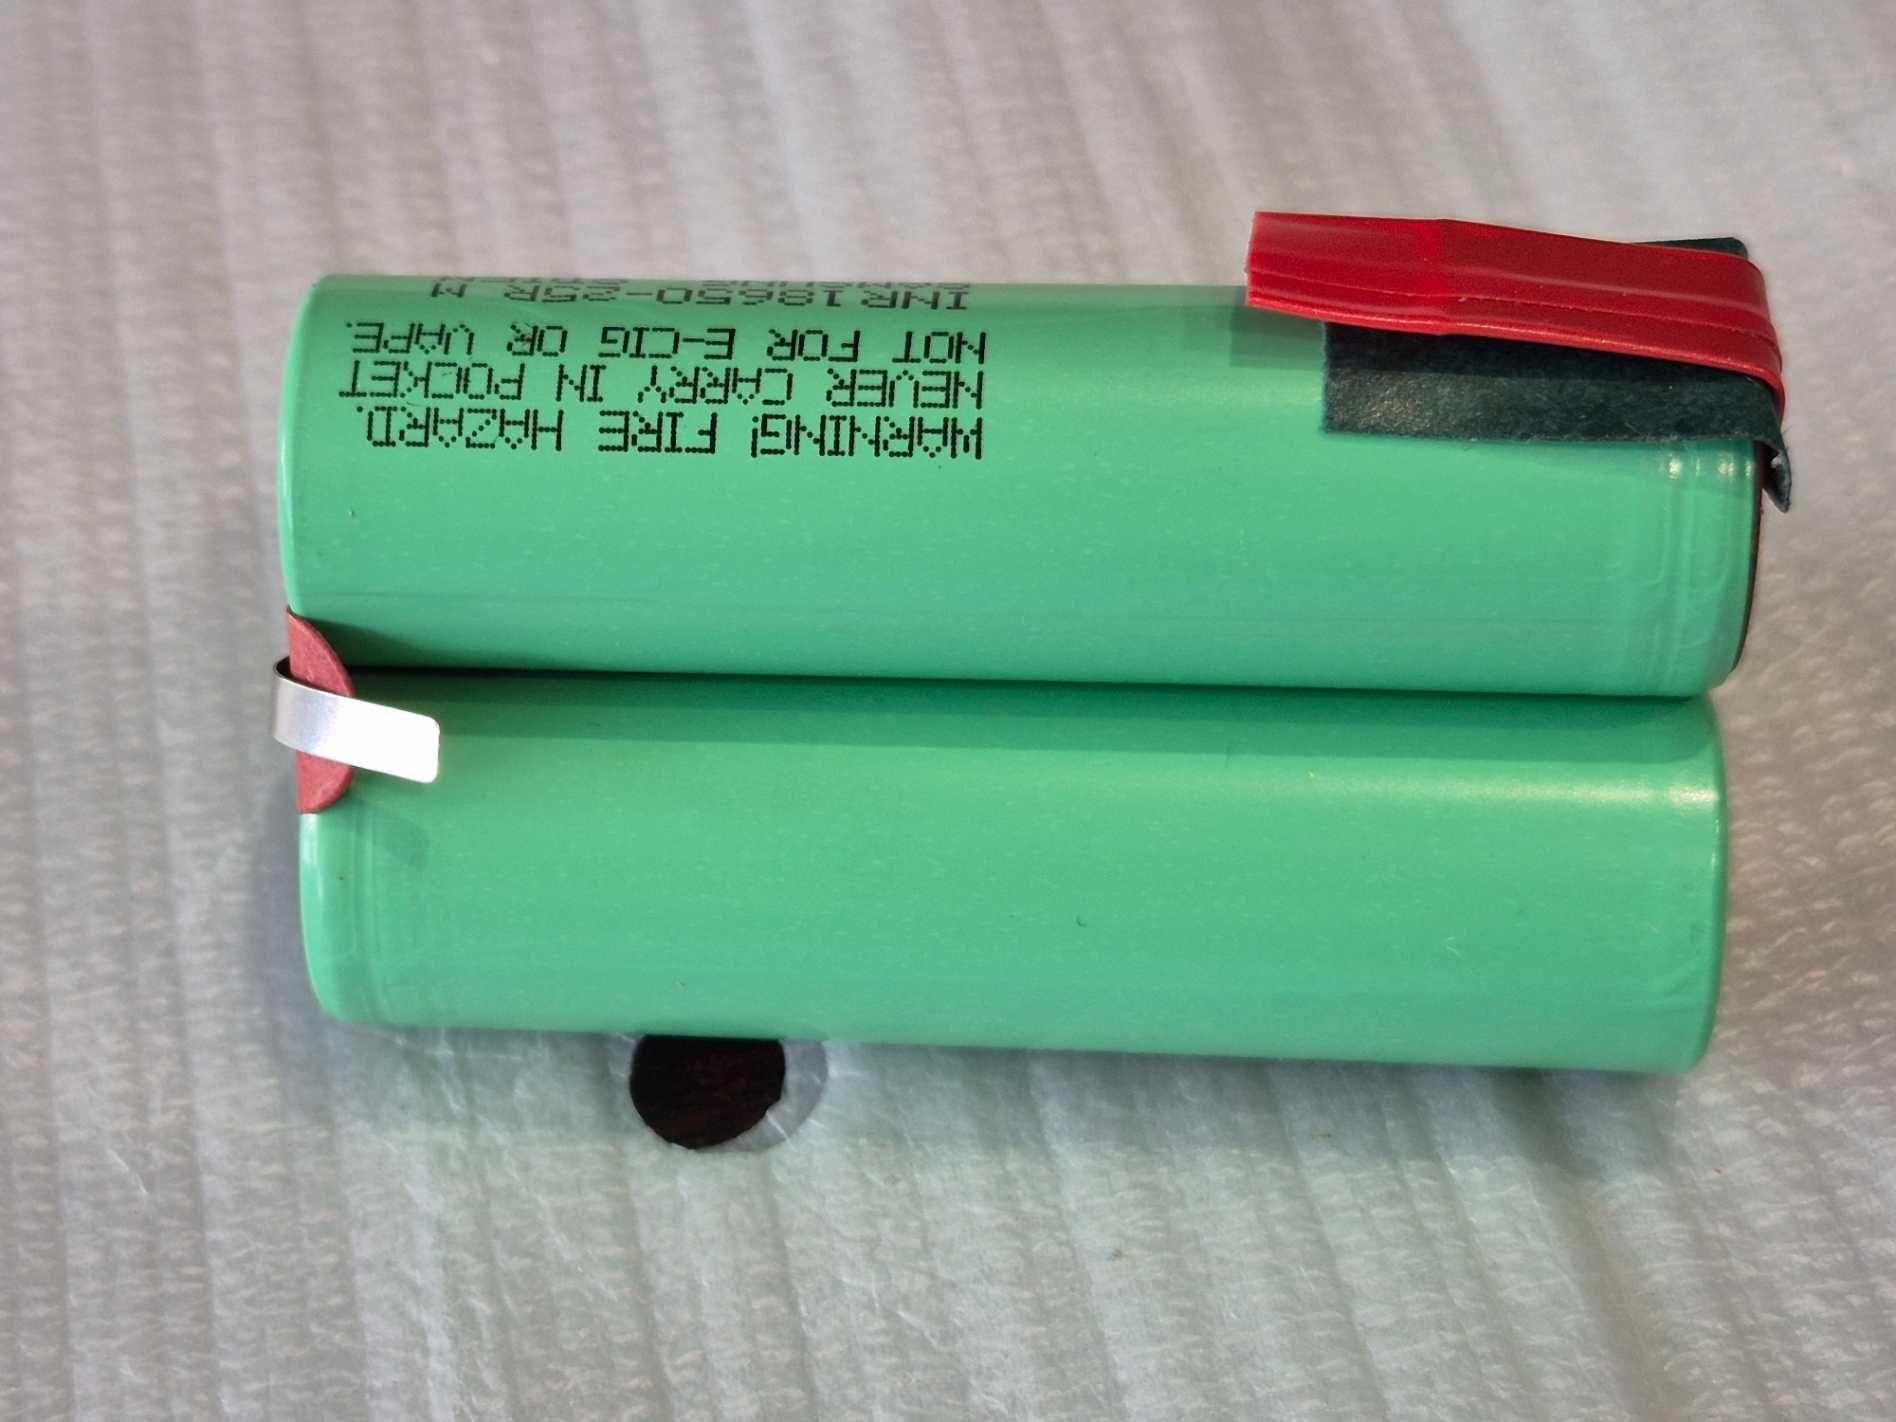 INR18650-25R M
NOT FOR E-CIG OR VAPE.
NEVER CARRY IN POCKET
WARNING! FIRE HAZARD.